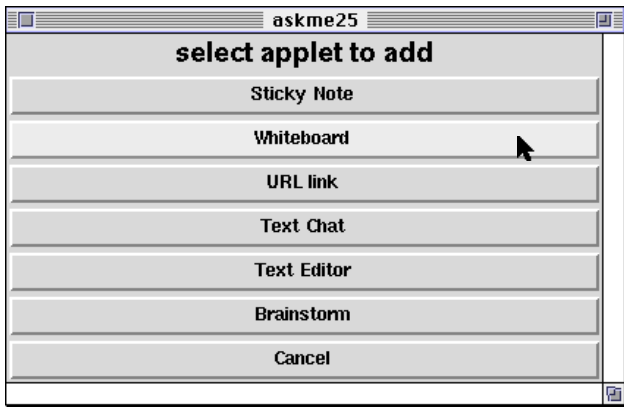 askme25
select applet to add
Sticky Note
Whiteboard
URL link
Text Chat
Text Editor
Brainstorm
Cancel